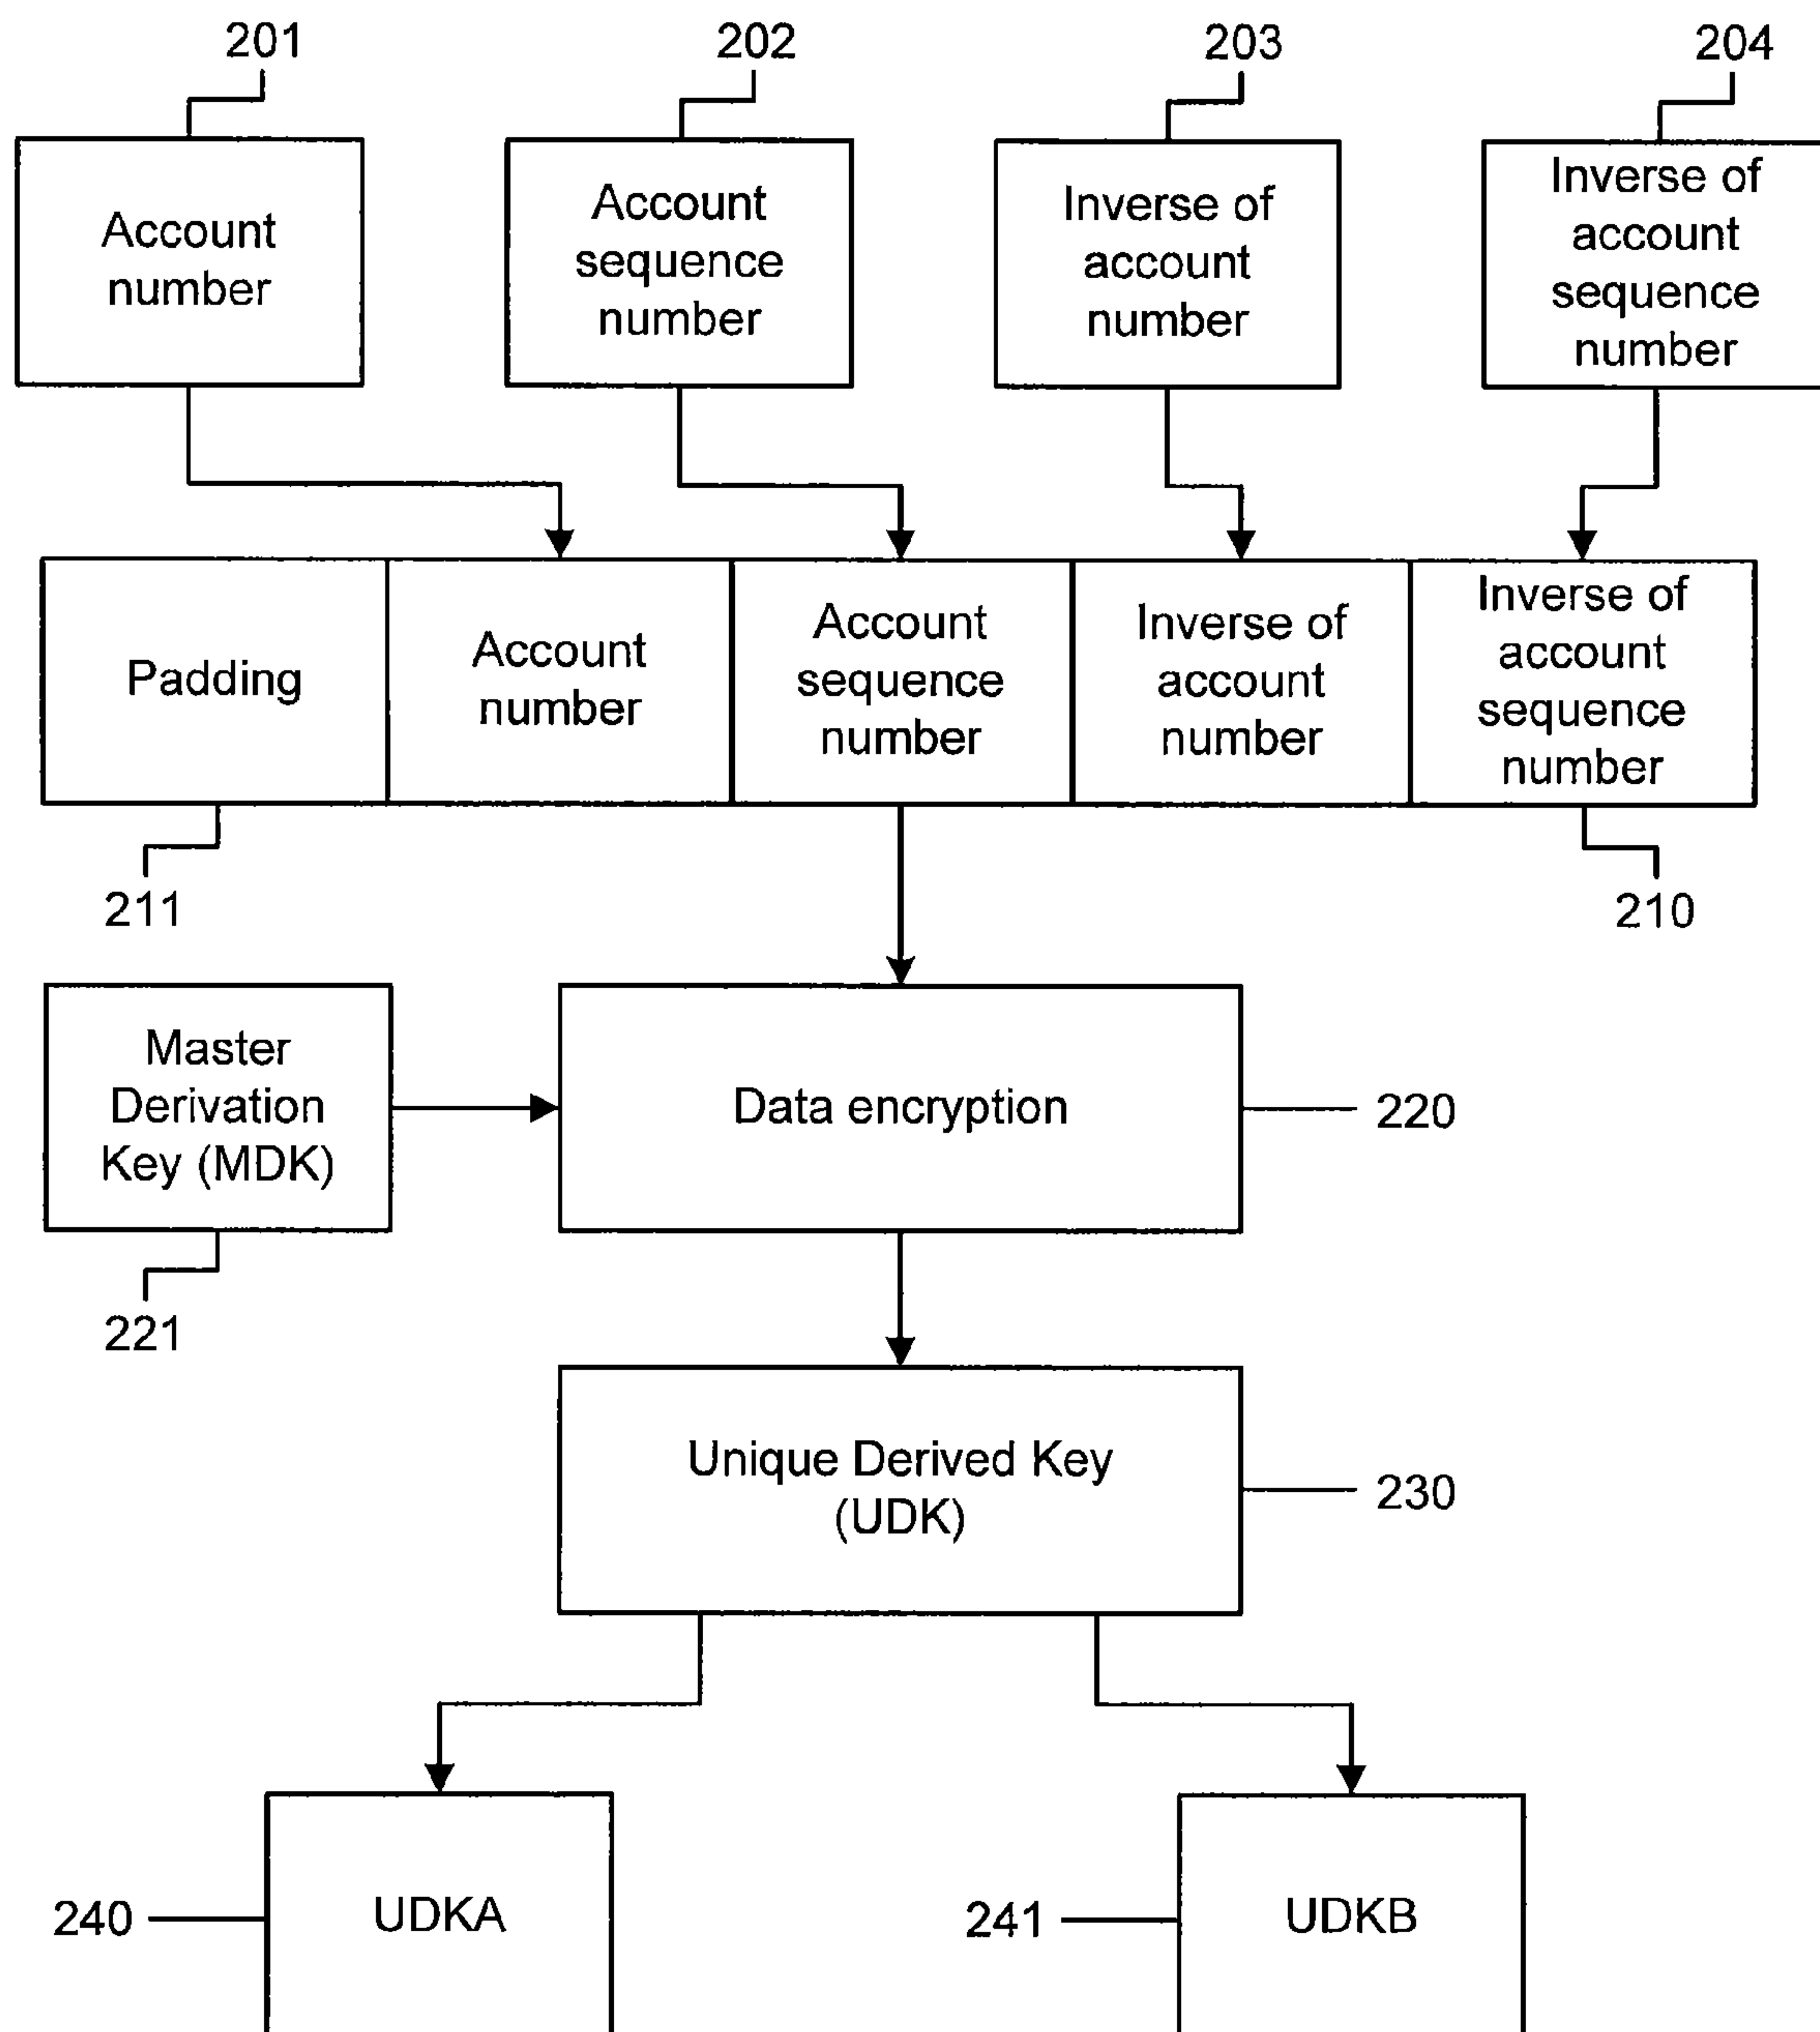 201
202
203
204
Account
number
Account
sequence
number
Inverse of
account
number
Inverse of
account
sequence
number
Padding
Account
number
Account
sequence
number
Inverse of
account
number
Inverse of
account
sequence
number
211
210
Master
Derivation
Key (MDK)
Data encryption
220
221
Unique Derived Key
(UDK)
230
240
UDKA
241
UDKB